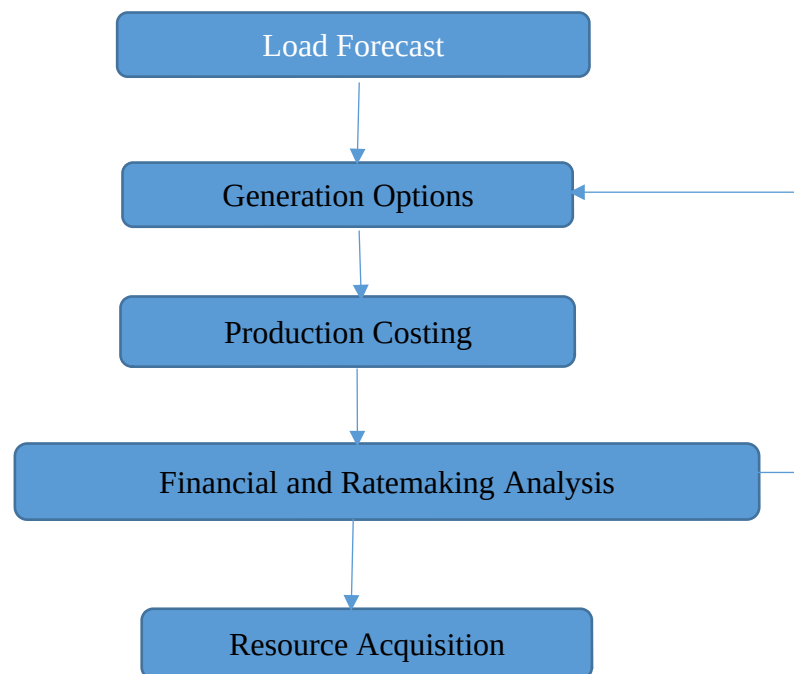 Load Forecast
Generation Options
Production Costing
Financial and Ratemaking Analysis
Resource Acquisition